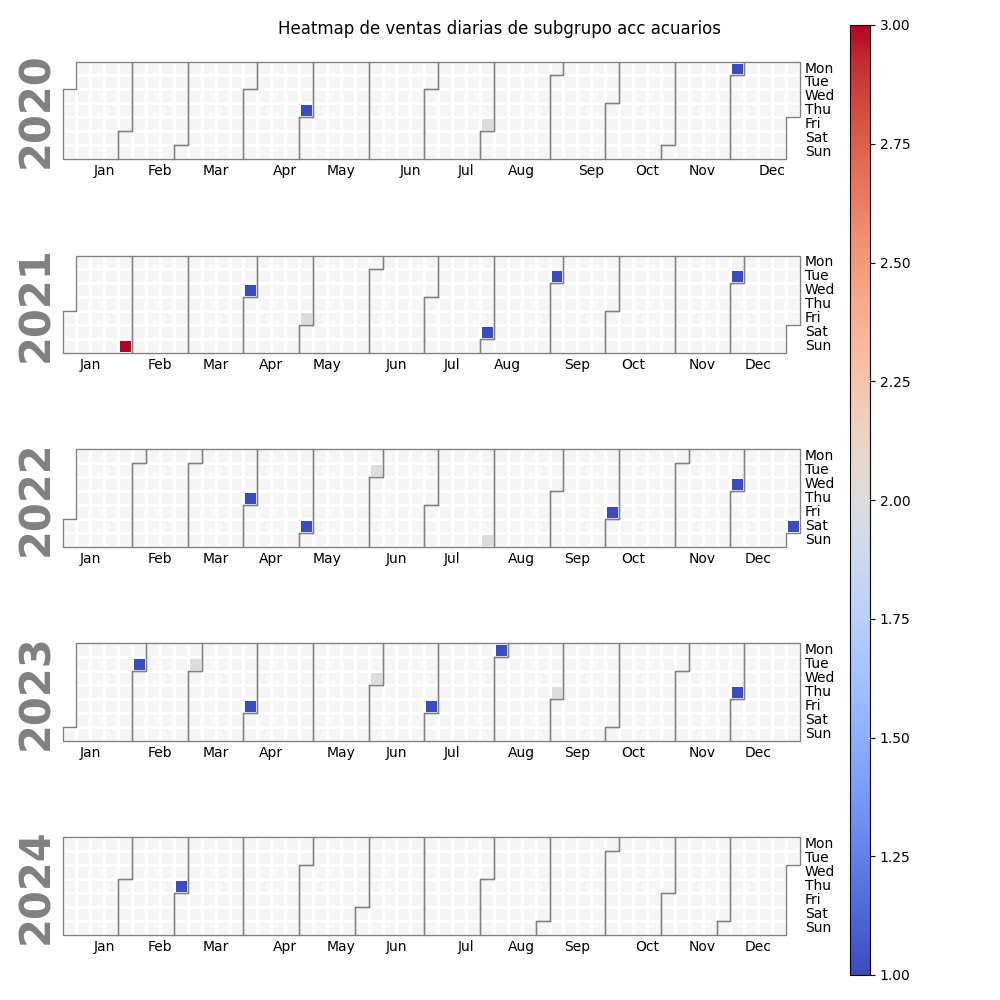 Heatmap de ventas diarias de subgrupo acc acuarios
3.00
2.75
2.50
2.25
2.00
1.75
1.50
1.25
1.00
2020
Mon
Tue
Wed
Thu
Fri
Sat
Sun
Jan Feb Mar Apr May Jun Jul Aug Sep Oct Nov Dec
2021
Mon
Tue
Wed
Thu
Fri
Sat
Sun
Jan Feb Mar Apr May Jun Jul Aug Sep Oct Nov Dec
2022
Mon
Tue
Wed
Thu
Fri
Sat
Sun
Jan Feb Mar Apr May Jun Jul Aug Sep Oct Nov Dec
2023
Mon
Tue
Wed
Thu
Fri
Sat
Sun
Jan Feb Mar Apr May Jun Jul Aug Sep Oct Nov Dec
2024
Mon
Tue
Wed
Thu
Fri
Sat
Sun
Jan Feb Mar Apr May Jun Jul Aug Sep Oct Nov Dec